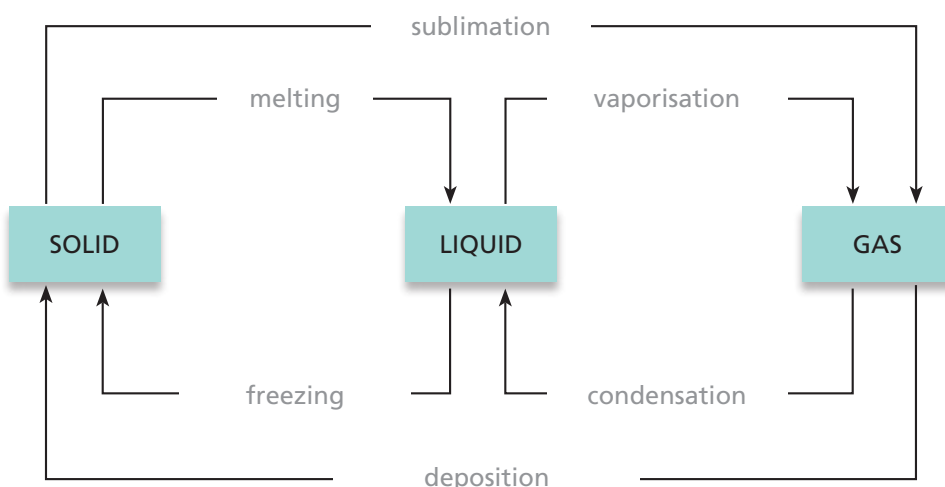 sublimation
melting
vaporisation
SOLID
LIQUID
GAS
freezing
condensation
deposition